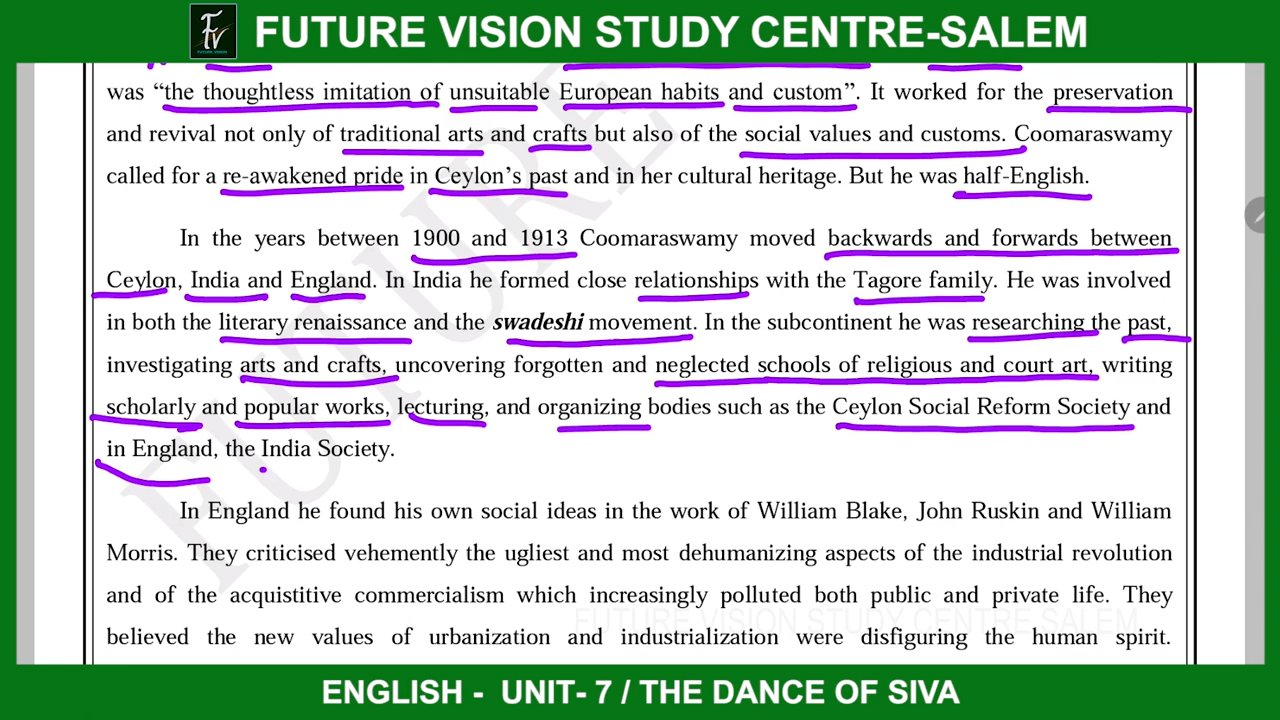 FUTURE VISION STUDY CENTRE-SALEM
was “the thoughtless imitation of unsuitable European habits and custom”. It worked for the preservation
and revival not only of traditional arts and crafts but also of the social values and customs. Coomaraswamy
called for a re-awakened pride in Ceylon’s past and in her cultural heritage. But he was half-English.
In the years between 1900 and 1913 Coomaraswamy moved backwards and forwards between
Ceylon, India and England. In India he formed close relationships with the Tagore family. He was involved
in both the literary renaissance and the swadeshi movement. In the subcontinent he was researching the past,
investigating arts and crafts, uncovering forgotten and neglected schools of religious and court art, writing
scholarly and popular works, lecturing, and organizing bodies such as the Ceylon Social Reform Society and
in England, the India Society.
In England he found his own social ideas in the work of William Blake, John Ruskin and William
Morris. They criticised vehemently the ugliest and most dehumanizing aspects of the industrial revolution
and of the acquistitive commercialism which increasingly polluted both public and private life. They
FUTURE VISION STUDY CENTRE SALEM
believed the new values of urbanization and industrialization were disfiguring the human spirit.
FUTURE
ENGLISH - UNIT- 7 / THE DANCE OF SIVA